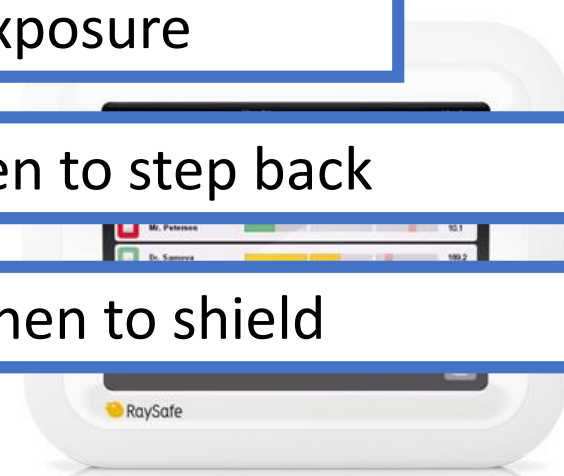 xposure
en to step back
Mr. Peterson 10.1
Dr. Samova 189.2
hen to shield
RaySafe